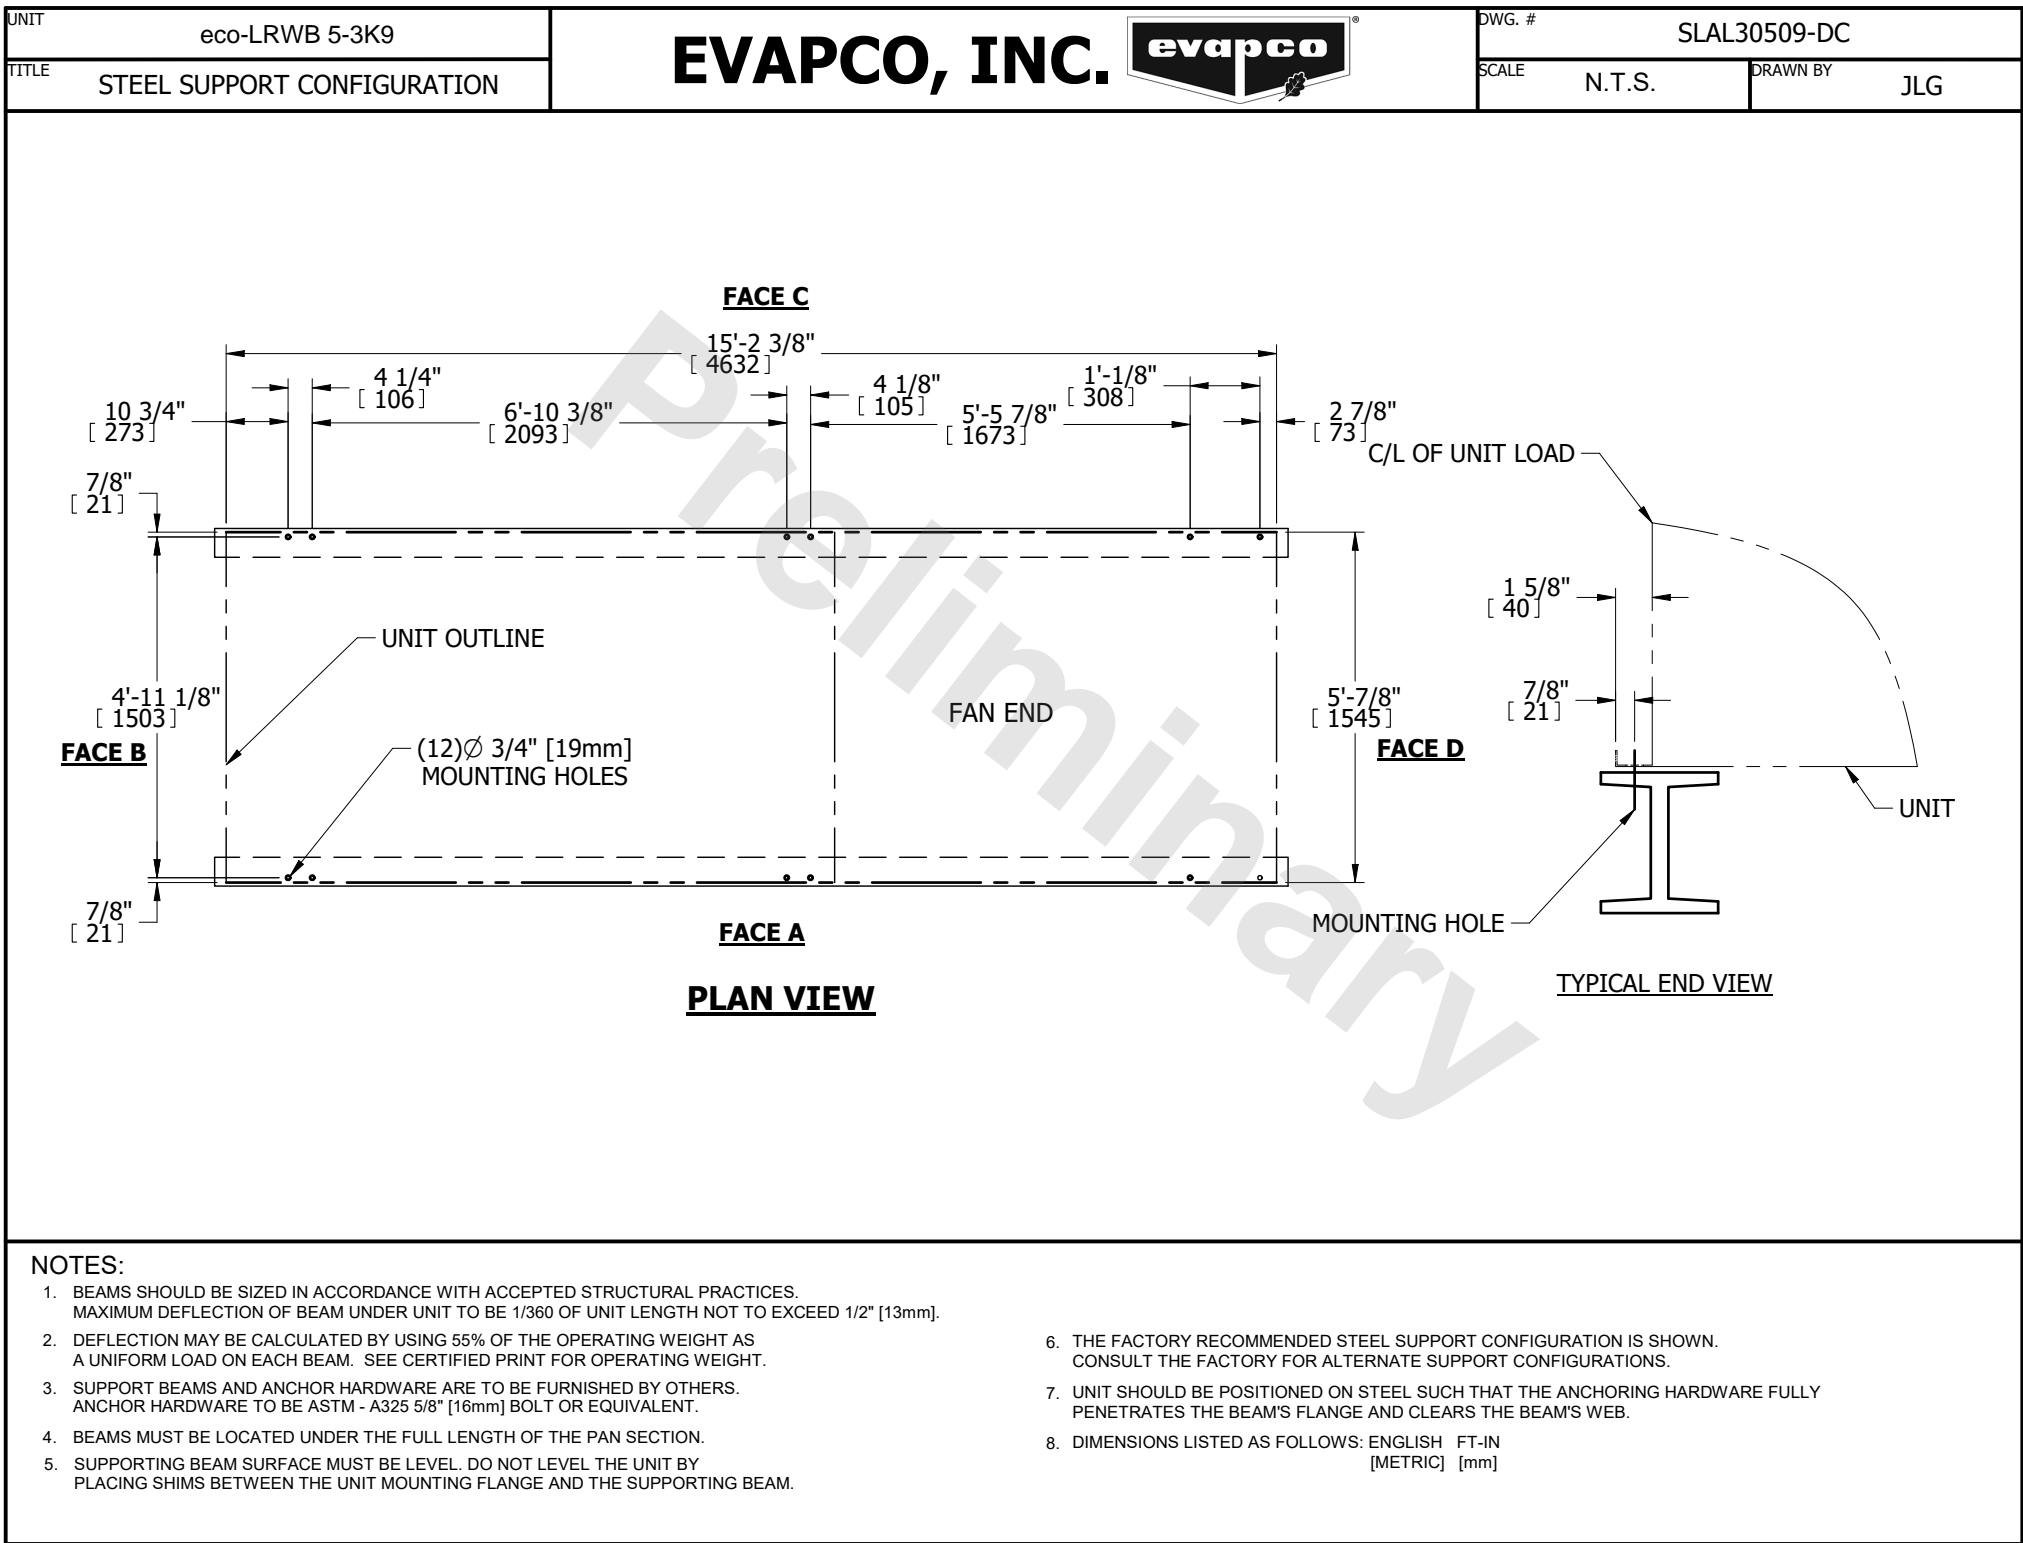 UNIT
eco-LRWB 5-3K9
TITLE
STEEL SUPPORT CONFIGURATION
EVAPCO, INC.
evapco®
DWG. #
SLAL30509-DC
SCALE
N.T.S.
DRAWN BY
JLG
FACE C
15'-2 3/8"
[ 4632 ]
4 1/4"
[ 106 ]
4 1/8"
[ 105 ]
1'-1/8"
[ 308 ]
10 3/4"
[ 273 ]
6'-10 3/8"
[ 2093 ]
5'-5 7/8"
[ 1673 ]
2 7/8"
[ 73 ]
C/L OF UNIT LOAD
7/8"
[ 21 ]
1 5/8"
[ 40 ]
UNIT OUTLINE
4'-11 1/8"
[ 1503 ]
FAN END
5'-7/8"
[ 1545 ]
7/8"
[ 21 ]
FACE B
(12)Ø 3/4" [19mm]
MOUNTING HOLES
FACE D
UNIT
7/8"
[ 21 ]
FACE A
MOUNTING HOLE
PLAN VIEW
TYPICAL END VIEW
Preliminary
NOTES:
1. BEAMS SHOULD BE SIZED IN ACCORDANCE WITH ACCEPTED STRUCTURAL PRACTICES.
MAXIMUM DEFLECTION OF BEAM UNDER UNIT TO BE 1/360 OF UNIT LENGTH NOT TO EXCEED 1/2" [13mm].
2. DEFLECTION MAY BE CALCULATED BY USING 55% OF THE OPERATING WEIGHT AS
A UNIFORM LOAD ON EACH BEAM. SEE CERTIFIED PRINT FOR OPERATING WEIGHT.
3. SUPPORT BEAMS AND ANCHOR HARDWARE ARE TO BE FURNISHED BY OTHERS.
ANCHOR HARDWARE TO BE ASTM - A325 5/8" [16mm] BOLT OR EQUIVALENT.
4. BEAMS MUST BE LOCATED UNDER THE FULL LENGTH OF THE PAN SECTION.
5. SUPPORTING BEAM SURFACE MUST BE LEVEL. DO NOT LEVEL THE UNIT BY
PLACING SHIMS BETWEEN THE UNIT MOUNTING FLANGE AND THE SUPPORTING BEAM.
6. THE FACTORY RECOMMENDED STEEL SUPPORT CONFIGURATION IS SHOWN.
CONSULT THE FACTORY FOR ALTERNATE SUPPORT CONFIGURATIONS.
7. UNIT SHOULD BE POSITIONED ON STEEL SUCH THAT THE ANCHORING HARDWARE FULLY
PENETRATES THE BEAM'S FLANGE AND CLEARS THE BEAM'S WEB.
8. DIMENSIONS LISTED AS FOLLOWS: ENGLISH FT-IN
[METRIC] [mm]